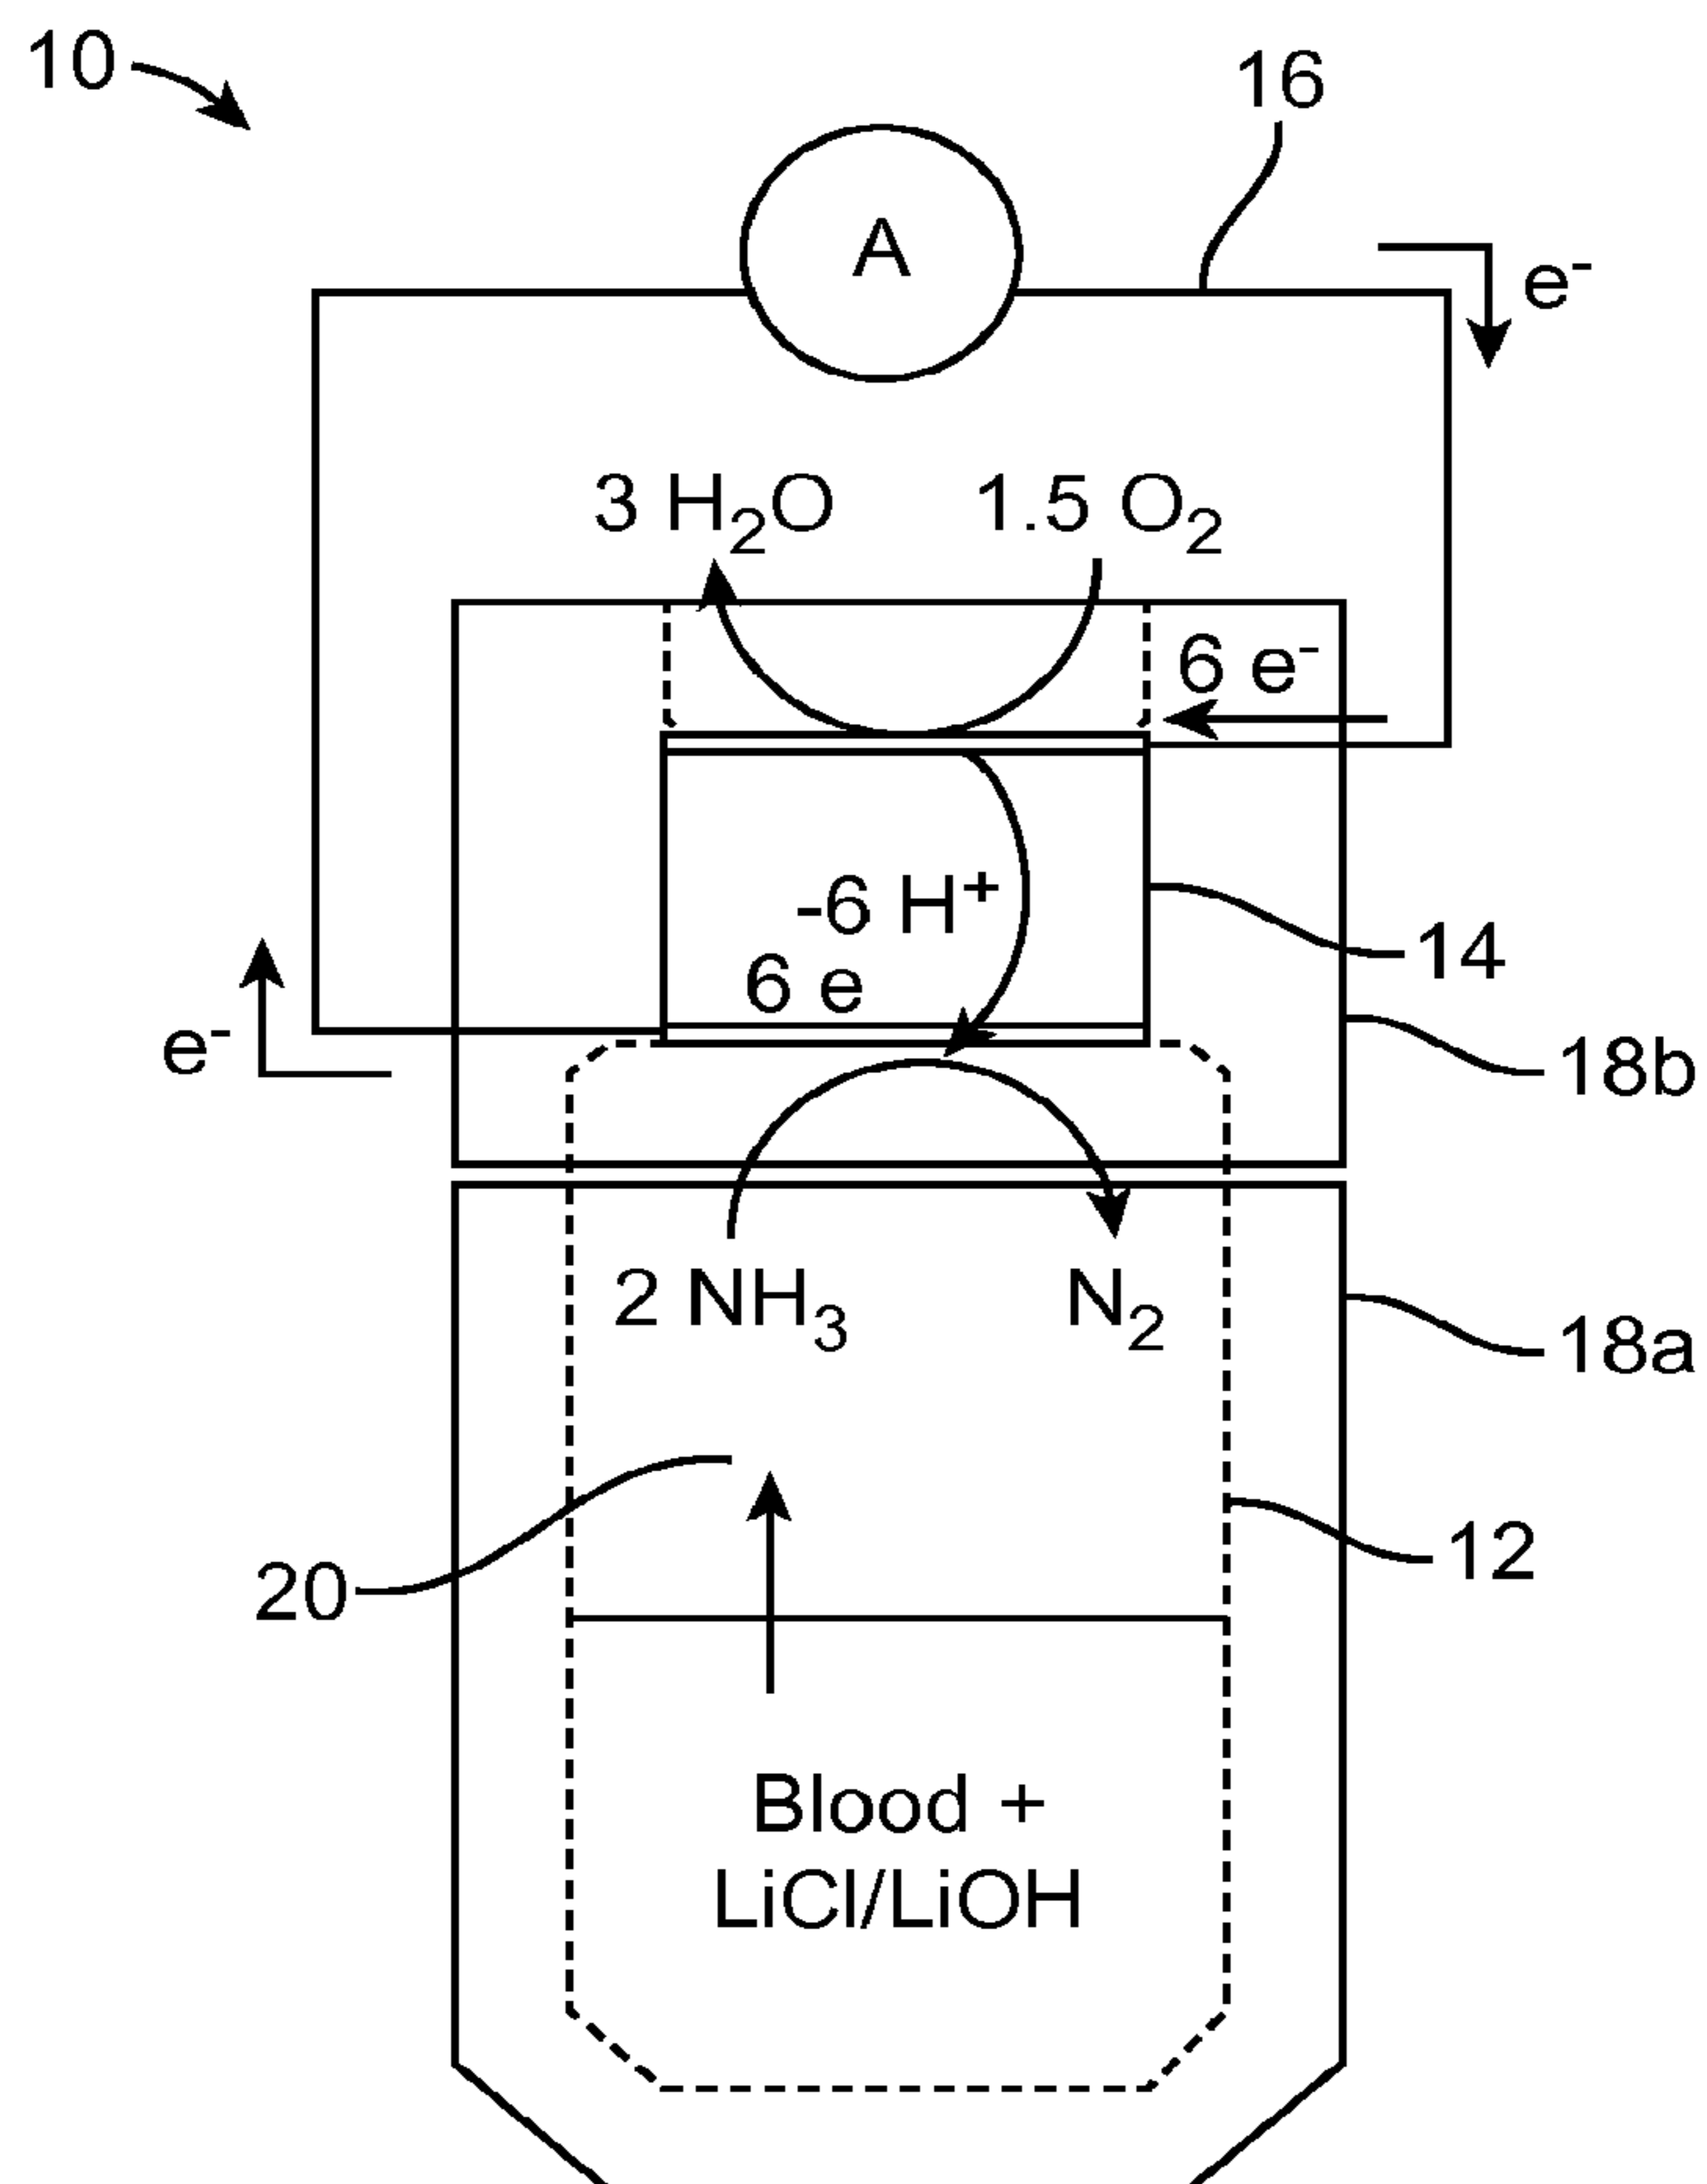 10
16
A
e⁻
3 H₂O 1.5 O₂
6 e⁻
-6 H⁺
6 e
14
e⁻
18b
2 NH₃ N₂
18a
20
12
Blood +
LiCl/LiOH